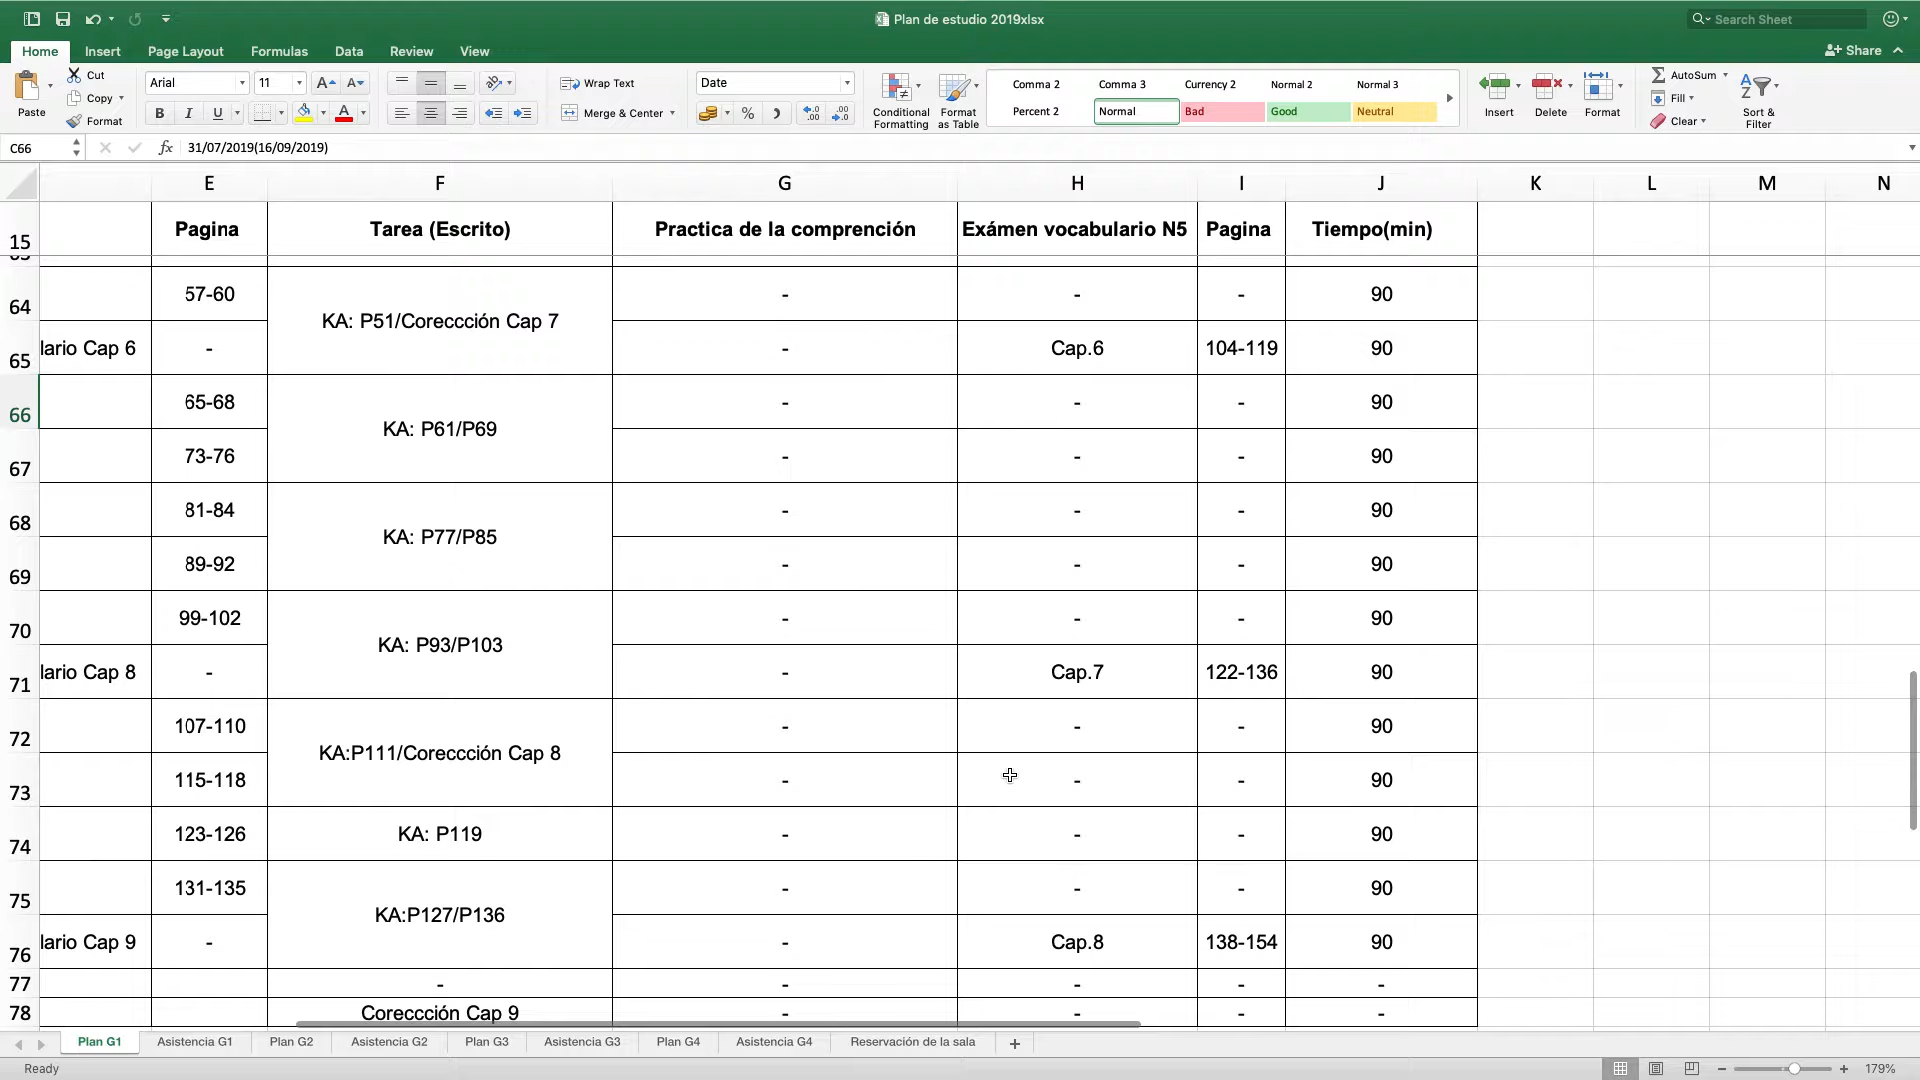 Plan de estudio 2019xlsx
Search Sheet
Home Insert Page Layout Formulas Data Review View
Share
Paste
Cut
Copy
Format
Arial 11
Wrap Text
Merge & Center
Date
Conditional Formatting
Format as Table
Comma 2 Comma 3 Currency 2 Normal 2 Normal 3
Percent 2 Normal Bad Good Neutral
Insert Delete Format
AutoSum
Fill
Clear
Sort & Filter
C66 fx 31/07/2019(16/09/2019)
E F G H I J K L M N
15 Pagina Tarea (Escrito) Practica de la comprención Exámen vocabulario N5 Pagina Tiempo(min)
64 57-60 KA: P51/Coreccción Cap 7 - - - 90
65 lario Cap 6 - - Cap.6 104-119 90
66 65-68 KA: P61/P69 - - - 90
67 73-76 - - - 90
68 81-84 KA: P77/P85 - - - 90
69 89-92 - - - 90
70 99-102 KA: P93/P103 - - - 90
71 lario Cap 8 - - Cap.7 122-136 90
72 107-110 KA:P111/Coreccción Cap 8 - - - 90
73 115-118 - - - 90
74 123-126 KA: P119 - - - 90
75 131-135 KA:P127/P136 - - - 90
76 lario Cap 9 - - Cap.8 138-154 90
77 - - - - -
78 Coreccción Cap 9 - - - -
Plan G1 Asistencia G1 Plan G2 Asistencia G2 Plan G3 Asistencia G3 Plan G4 Asistencia G4 Reservación de la sala
Ready 179%